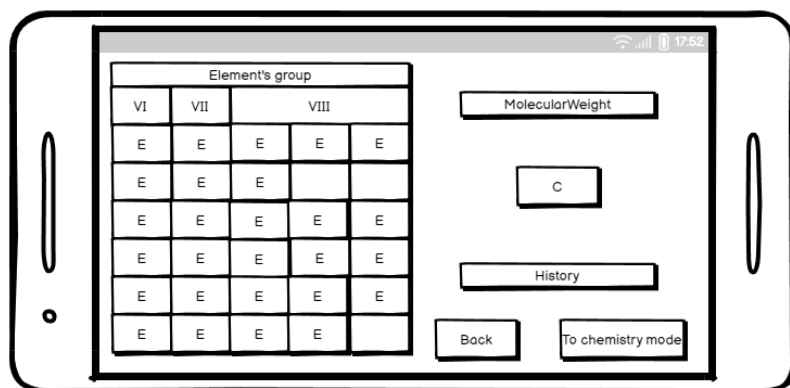 17:52
Element's group
VI VII VIII
E E E E E
E E E
E E E E E
E E E E E
E E E E E
E E E E
MolecularWeight
C
History
Back To chemistry mode